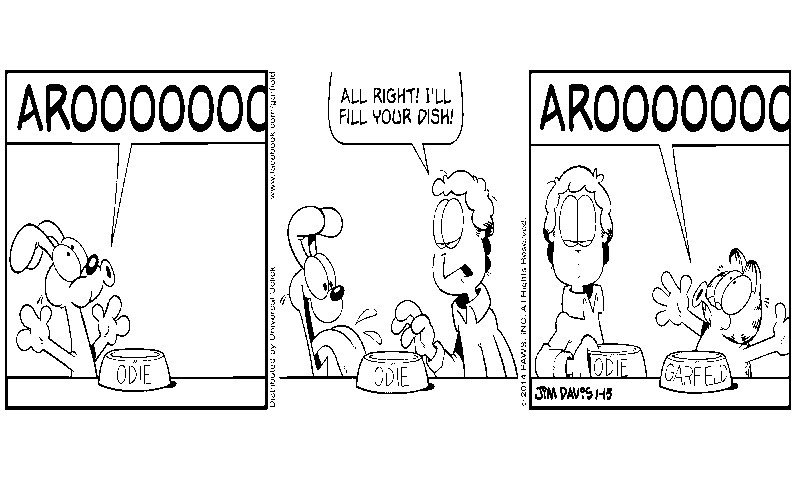 AROOOOOOO
ODIE
www.facebook.com/garfield
Distributed by Universal Uclick
ALL RIGHT! I'LL
FILL YOUR DISH!
ODIE
© 2014 PAWS, INC. All Rights Reserved.
AROOOOOOO
ODIE
GARFIELD
JIM DAVIS 1-15